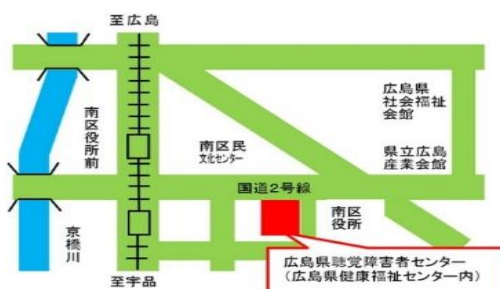 至広島
広島県
社会福祉
会館
南区役所前
南区民
文化センター
県立広島
産業会館
国道2号線
南区
役所
京橋川
広島県聴覚障害者センター
（広島県健康福祉センター内）
至宇品